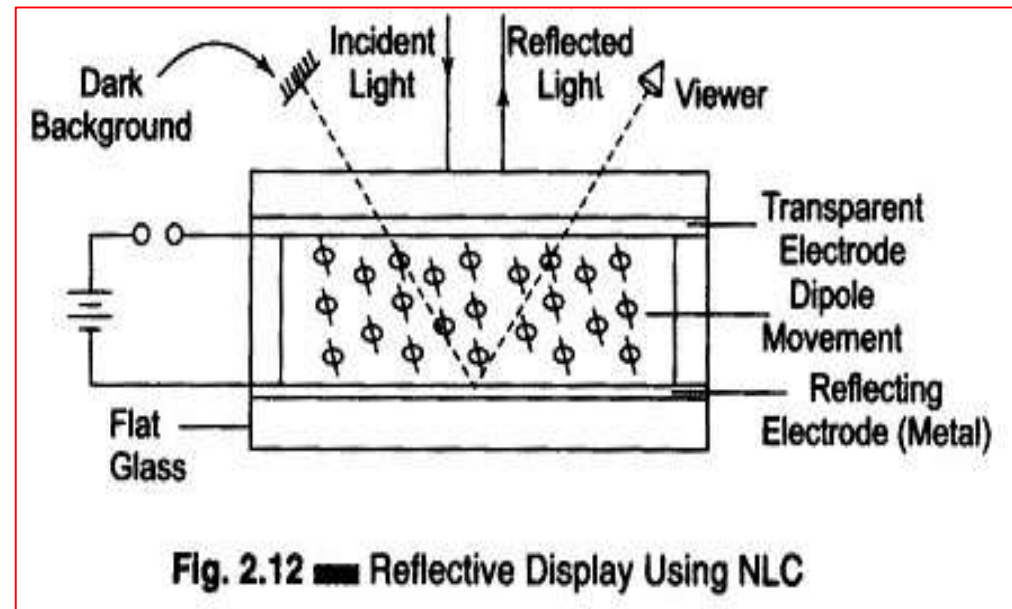 Dark
Background
Incident
Light
Reflected
Light
Viewer
Transparent
Electrode
Dipole
Movement
Reflecting
Electrode (Metal)
Flat
Glass
Fig. 2.12 Reflective Display Using NLC